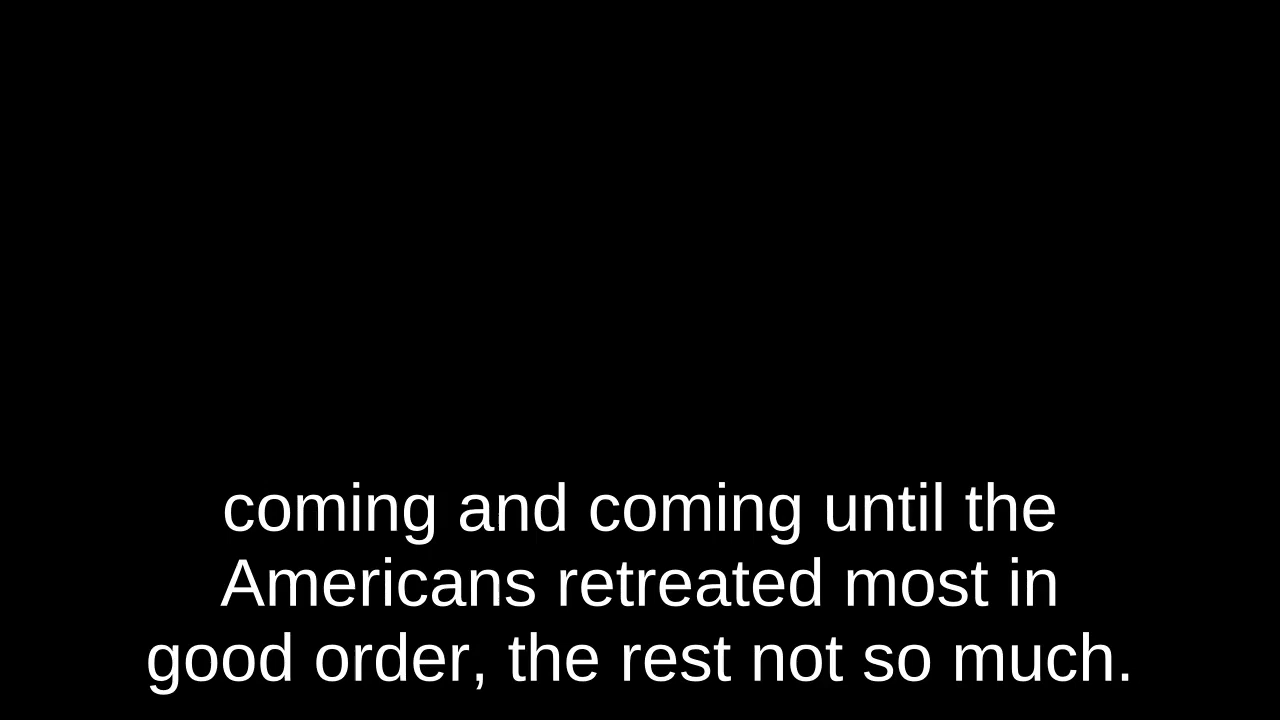 coming and coming until the
Americans retreated most in
good order, the rest not so much.